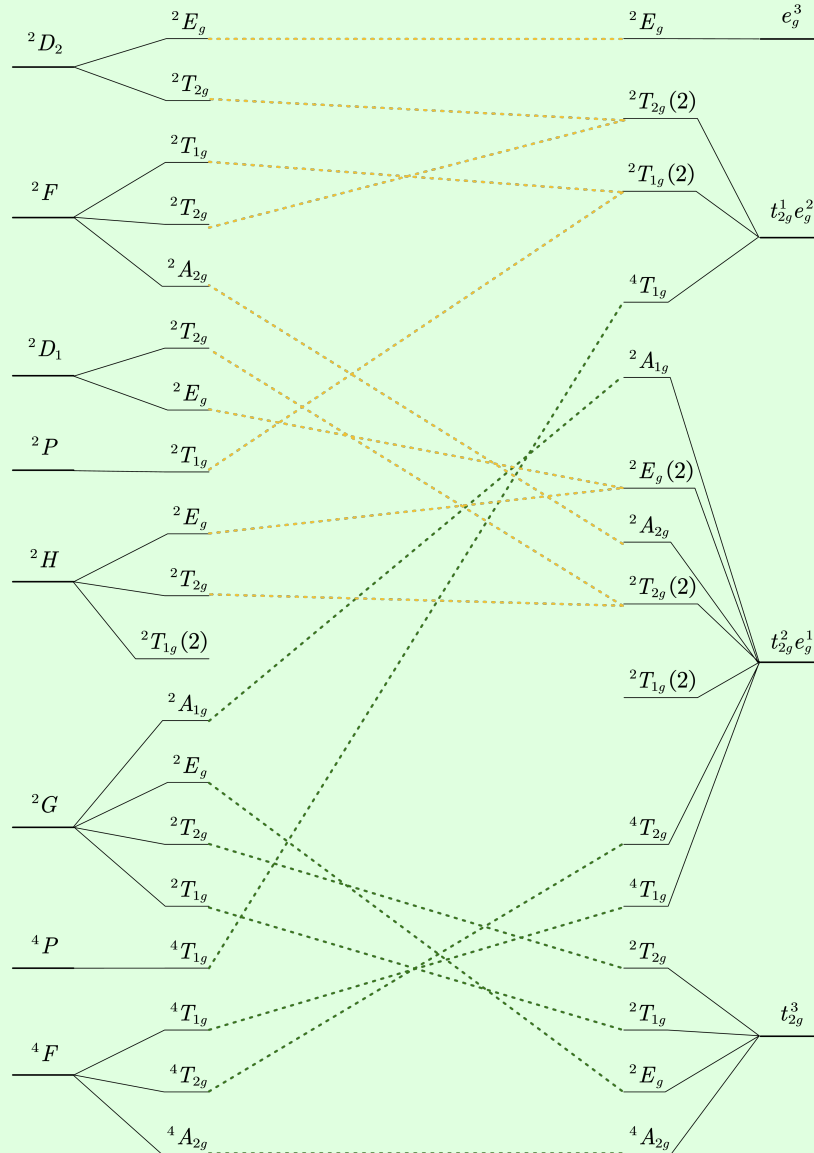 ²E_g ²E_g e_g³
²D₂
²T₂g ²T₂g(2)
²T₁g ²T₁g(2)
²F
²T₂g t₂g¹e_g²
²A₂g ⁴T₁g
²T₂g
²D₁ ²A₁g
²E_g
²P ²T₁g ²E_g(2)
²E_g ²A₂g
²H
²T₂g ²T₂g(2)
²T₁g(2) t₂g²e_g¹
²T₁g(2)
²A₁g
²E_g
²G
²T₂g ⁴T₂g
²T₁g ⁴T₁g
⁴P ⁴T₁g ²T₂g
⁴T₁g ²T₁g t₂g³
⁴F
⁴T₂g ²E_g
⁴A₂g ⁴A₂g